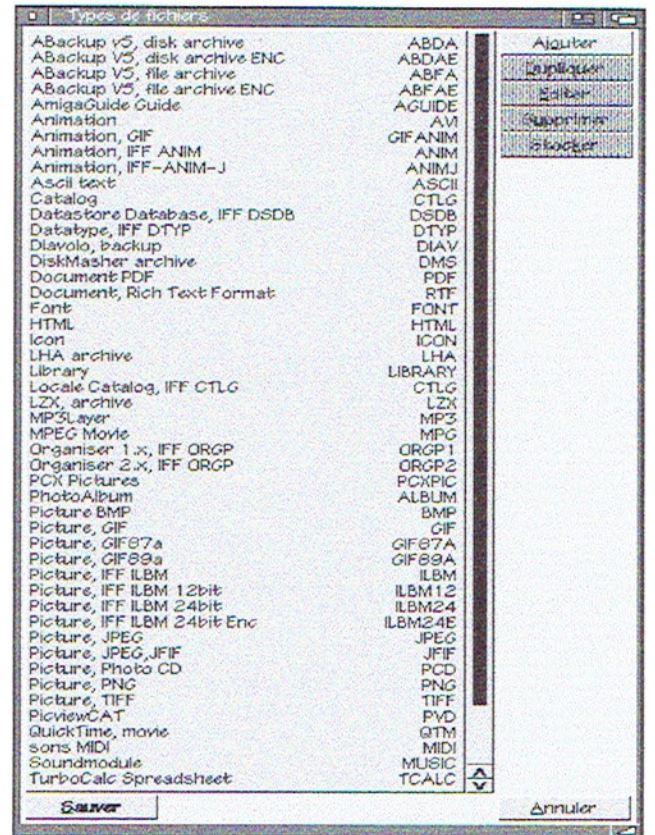 Types de fichiers
ABackup v5, disk archive ABDA
ABackup V5, disk archive ENC ABDAE
ABackup V5, file archive ABFA
ABackup V5, file archive ENC ABFAE
AmigaGuide Guide AGUIDE
Animation AVI
Animation, GIF GIFANIM
Animation, IFF ANIM ANIM
Animation, IFF-ANIM-J ANIMJ
Ascii text ASCII
Catalog CTLG
Datastore Database, IFF DSDB DSDB
Datatype, IFF DTYP DTYP
Diavolo, backup DIAV
DiskMasher archive DMS
Document PDF PDF
Document, Rich Text Format RTF
Font FONT
HTML HTML
Icon ICON
LHA archive LHA
Library LIBRARY
Locale Catalog, IFF CTLG CTLG
LZX, archive LZX
MP3Layer MP3
MPEG Movie MPG
Organiser 1.x, IFF ORGP ORGP1
Organiser 2.x, IFF ORGP ORGP2
PCX Pictures PCXPIC
PhotoAlbum ALBUM
Picture BMP BMP
Picture, GIF GIF
Picture, GIF87a GIF87A
Picture, GIF89a GIF89A
Picture, IFF ILBM ILBM
Picture, IFF ILBM 12bit ILBM12
Picture, IFF ILBM 24bit ILBM24
Picture, IFF ILBM 24bit Enc ILBM24E
Picture, JPEG JPEG
Picture, JPEG,JFIF JFIF
Picture, Photo CD PCD
Picture, PNG PNG
Picture, TIFF TIFF
PicviewCAT PVD
QuickTime, movie QTM
sons MIDI MIDI
Soundmodule MUSIC
TurboCalc Spreadsheet TCALC
Ajouter
Dupliquer
Editer
Supprimer
Stocker
Sauver
Annuler